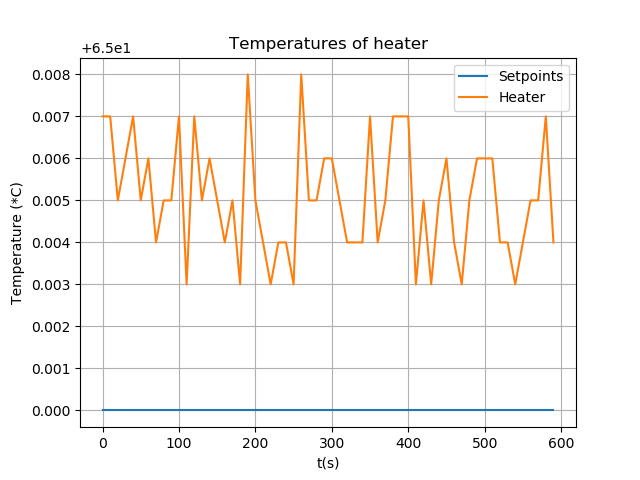 Temperatures of heater
+6.5e1
Setpoints
Heater
Temperature (*C)
0.008
0.007
0.006
0.005
0.004
0.003
0.002
0.001
0.000
0 100 200 300 400 500 600
t(s)